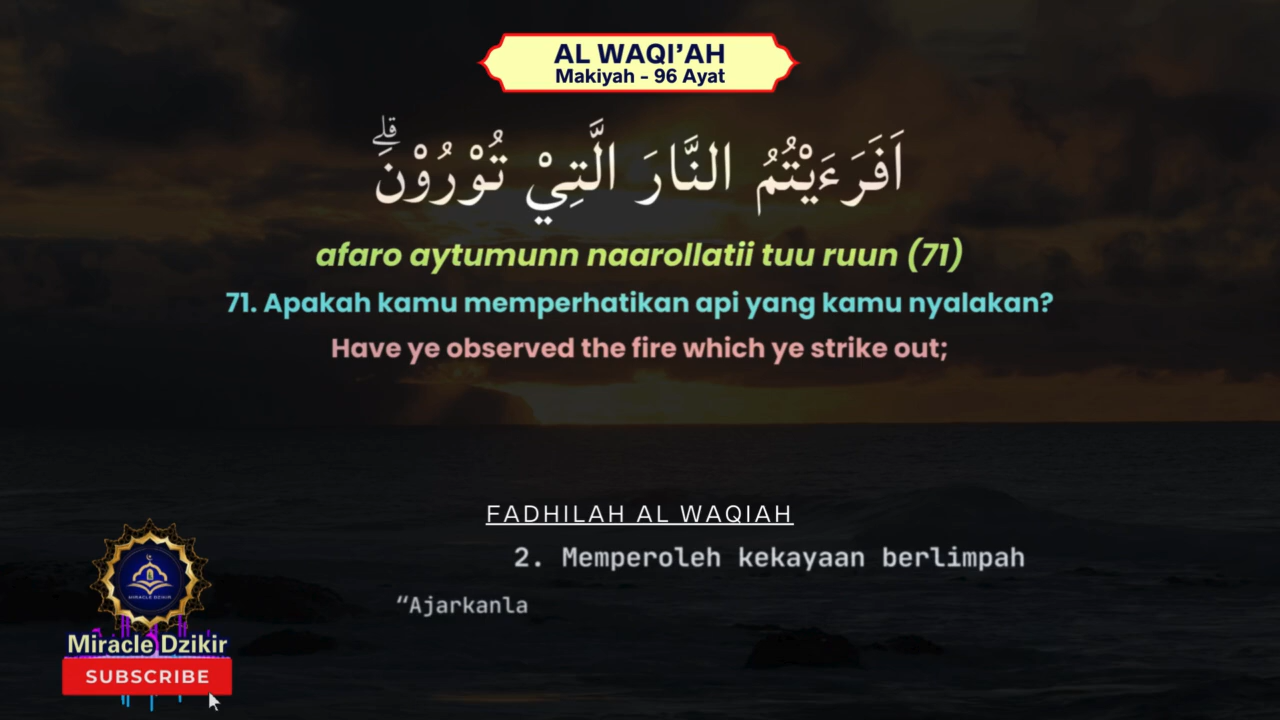 AL WAQI’AH
Makiyah - 96 Ayat
اَفَرَءَيْتُمُ النَّارَ الَّتِيْ تُوْرُوْنَۗ
afaro aytumunn naarollatii tuu ruun (71)
71. Apakah kamu memperhatikan api yang kamu nyalakan?
Have ye observed the fire which ye strike out;
FADHILAH AL WAQIAH
2. Memperoleh kekayaan berlimpah
“Ajarkanla
MIRACLE DZIKIR
Miracle Dzikir
SUBSCRIBE